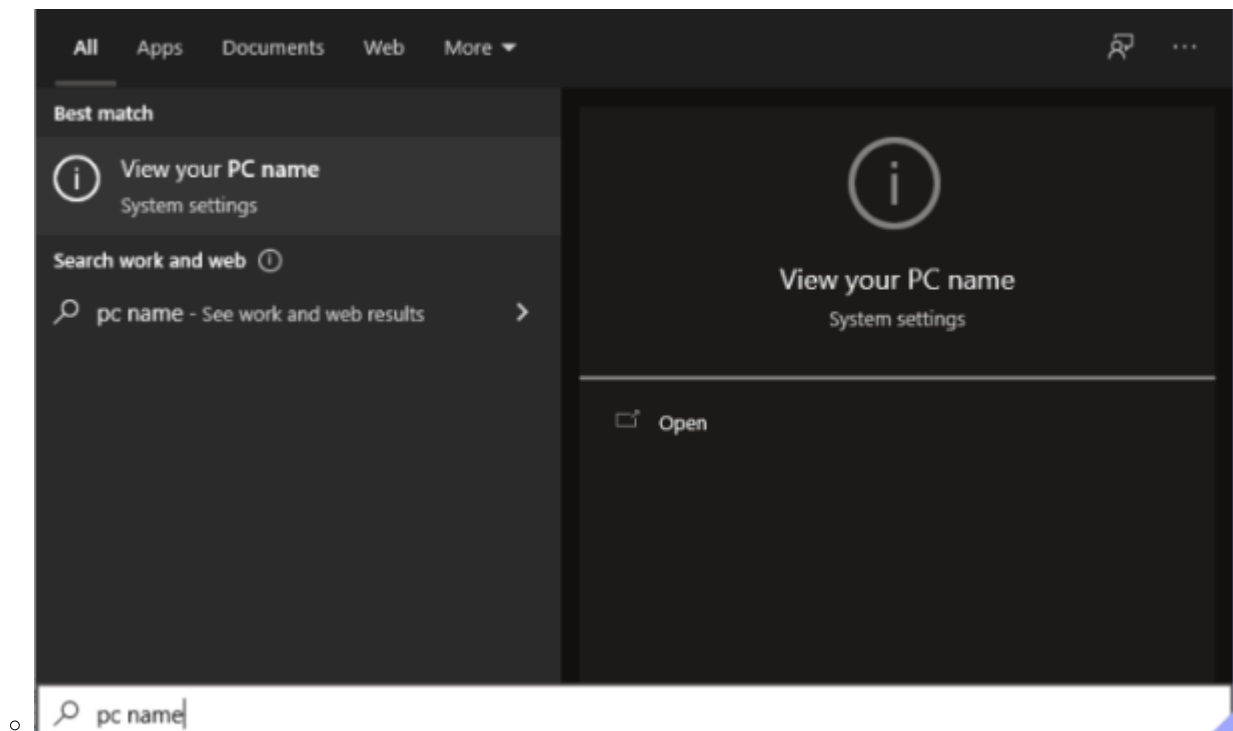 All Apps Documents Web More
Best match
View your PC name
System settings
Search work and web
pc name - See work and web results
View your PC name
System settings
Open
pc name